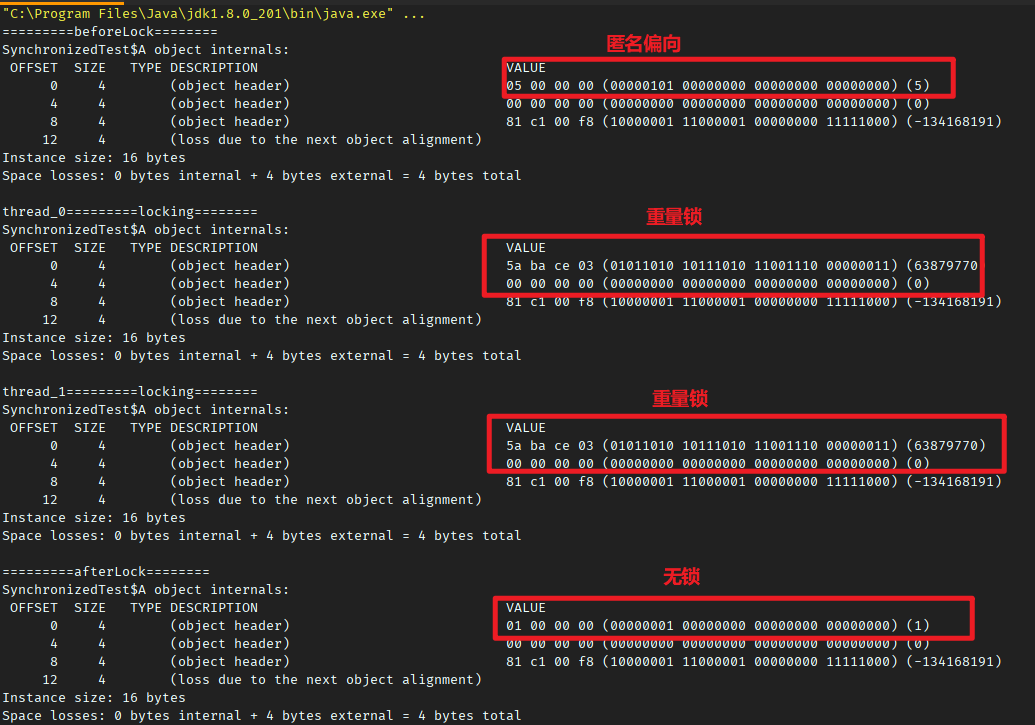 "C:\Program Files\Java\jdk1.8.0_201\bin\java.exe" ...
=========beforeLock========
匿名偏向
SynchronizedTest$A object internals:
OFFSET SIZE TYPE DESCRIPTION VALUE
0 4 (object header) 05 00 00 00 (00000101 00000000 00000000 00000000) (5)
4 4 (object header) 00 00 00 00 (00000000 00000000 00000000 00000000) (0)
8 4 (object header) 81 c1 00 f8 (10000001 11000001 00000000 11111000) (-134168191)
12 4 (loss due to the next object alignment)
Instance size: 16 bytes
Space losses: 0 bytes internal + 4 bytes external = 4 bytes total
thread_0=========locking========
重量锁
SynchronizedTest$A object internals:
OFFSET SIZE TYPE DESCRIPTION VALUE
0 4 (object header) 5a ba ce 03 (01011010 10111010 11001110 00000011) (63879770
4 4 (object header) 00 00 00 00 (00000000 00000000 00000000 00000000) (0)
8 4 (object header) 81 c1 00 f8 (10000001 11000001 00000000 11111000) (-134168191)
12 4 (loss due to the next object alignment)
Instance size: 16 bytes
Space losses: 0 bytes internal + 4 bytes external = 4 bytes total
thread_1=========locking========
重量锁
SynchronizedTest$A object internals:
OFFSET SIZE TYPE DESCRIPTION VALUE
0 4 (object header) 5a ba ce 03 (01011010 10111010 11001110 00000011) (63879770)
4 4 (object header) 00 00 00 00 (00000000 00000000 00000000 00000000) (0)
8 4 (object header) 81 c1 00 f8 (10000001 11000001 00000000 11111000) (-134168191)
12 4 (loss due to the next object alignment)
Instance size: 16 bytes
Space losses: 0 bytes internal + 4 bytes external = 4 bytes total
=========afterLock========
无锁
SynchronizedTest$A object internals:
OFFSET SIZE TYPE DESCRIPTION VALUE
0 4 (object header) 01 00 00 00 (00000001 00000000 00000000 00000000) (1)
4 4 (object header) 00 00 00 00 (00000000 00000000 00000000 00000000) (0)
8 4 (object header) 81 c1 00 f8 (10000001 11000001 00000000 11111000) (-134168191)
12 4 (loss due to the next object alignment)
Instance size: 16 bytes
Space losses: 0 bytes internal + 4 bytes external = 4 bytes total